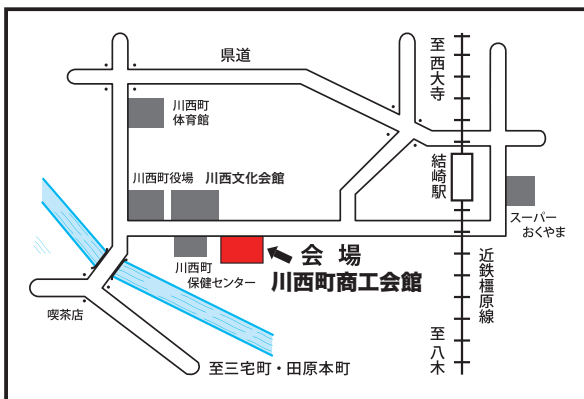 県道
至西大寺
川西町
体育館
川西町役場
川西文化会館
結崎駅
スーパー
おくやま
会場
川西町商工会館
川西町
保健センター
近鉄橿原線
喫茶店
至三宅町・田原本町
至八木